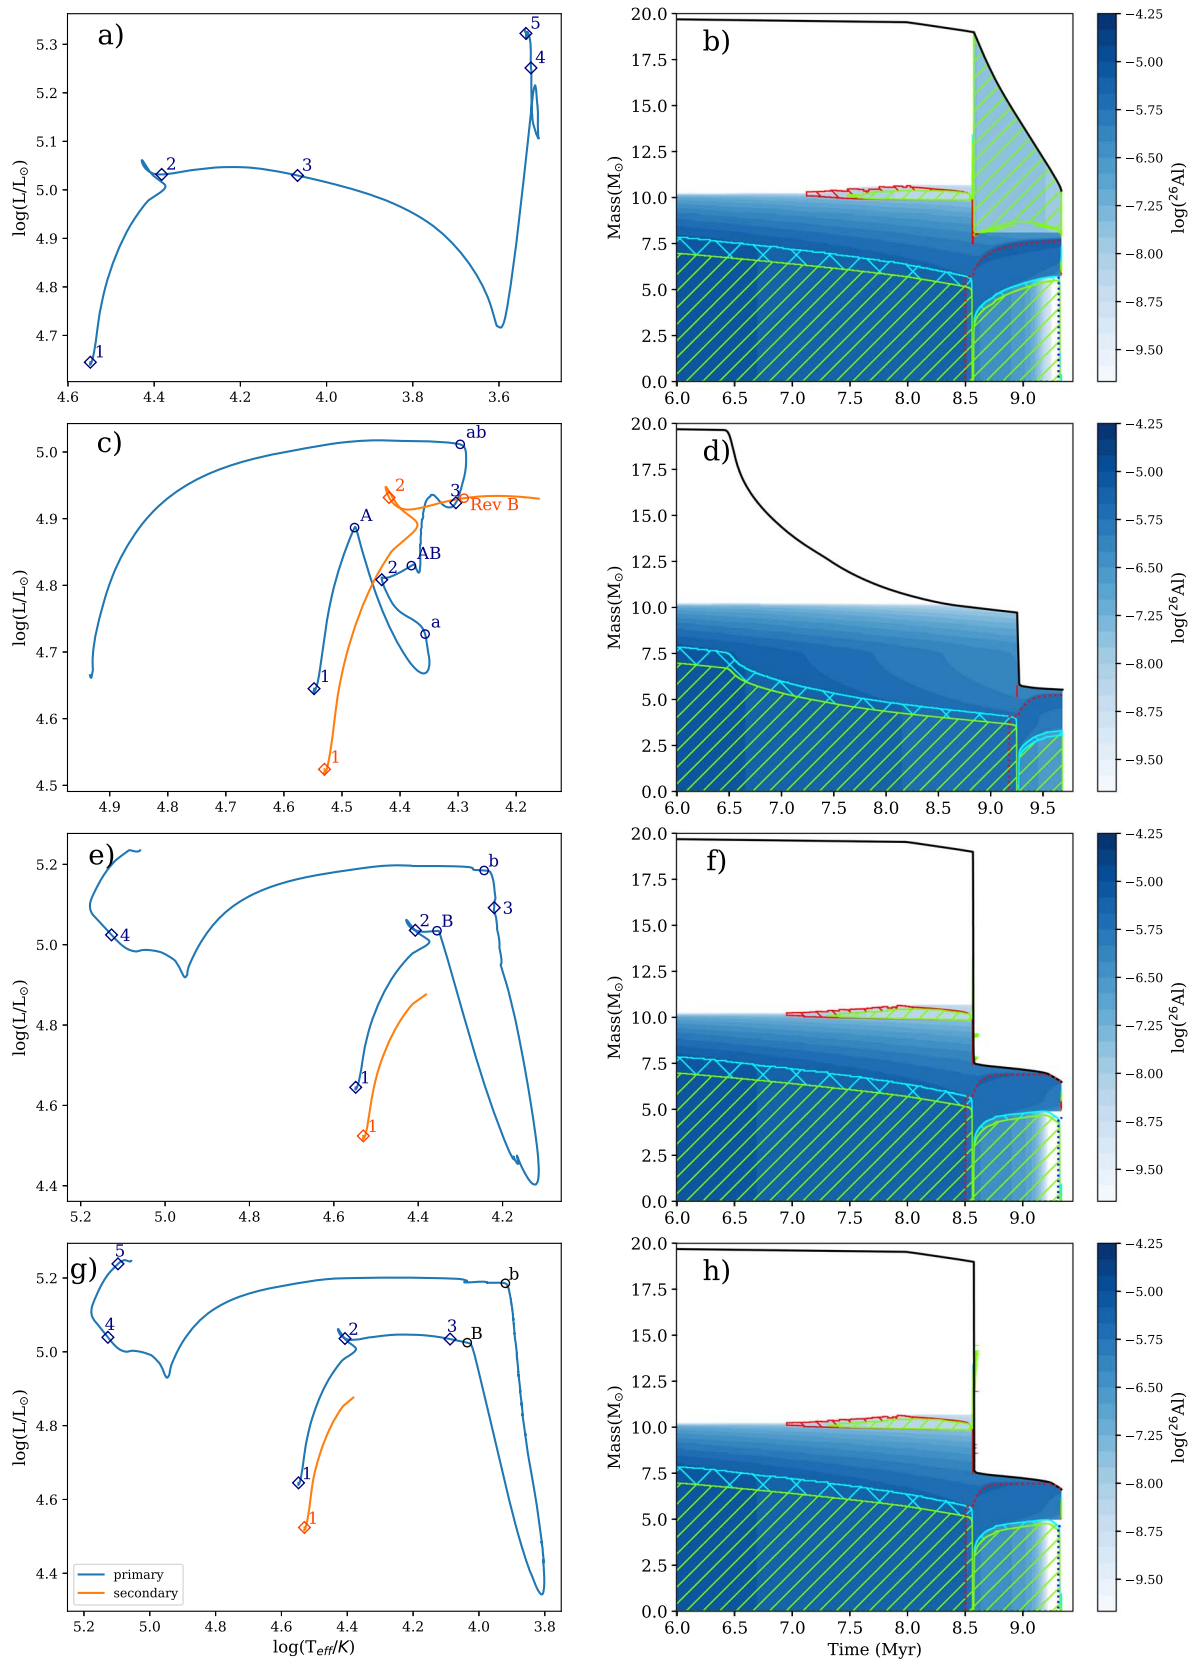 a)
5
4
2
3
1
5.3
5.2
5.1
5.0
4.9
4.8
4.7
log(L/L⊙)
4.6 4.4 4.2 4.0 3.8 3.6
b)
20.0
17.5
15.0
12.5
10.0
7.5
5.0
2.5
0.0
Mass(M⊙)
6.0 6.5 7.0 7.5 8.0 8.5 9.0
−4.25
−5.00
−5.75
−6.50
−7.25
−8.00
−8.75
−9.50
log(²⁶Al)
c)
ab
2
3
Rev B
A
AB
2
a
1
1
5.0
4.9
4.8
4.7
4.6
4.5
log(L/L⊙)
4.9 4.8 4.7 4.6 4.5 4.4 4.3 4.2
d)
20.0
17.5
15.0
12.5
10.0
7.5
5.0
2.5
0.0
Mass(M⊙)
6.0 6.5 7.0 7.5 8.0 8.5 9.0 9.5
−4.25
−5.00
−5.75
−6.50
−7.25
−8.00
−8.75
−9.50
log(²⁶Al)
e)
b
3
2 B
4
1
1
5.2
5.0
4.8
4.6
4.4
log(L/L⊙)
5.2 5.0 4.8 4.6 4.4 4.2
f)
20.0
17.5
15.0
12.5
10.0
7.5
5.0
2.5
0.0
Mass(M⊙)
6.0 6.5 7.0 7.5 8.0 8.5 9.0
−4.25
−5.00
−5.75
−6.50
−7.25
−8.00
−8.75
−9.50
log(²⁶Al)
g)
5
b
4
2
3
B
1
1
5.2
5.0
4.8
4.6
4.4
log(L/L⊙)
primary
secondary
5.2 5.0 4.8 4.6 4.4 4.2 4.0 3.8
log(Teff/K)
h)
20.0
17.5
15.0
12.5
10.0
7.5
5.0
2.5
0.0
Mass(M⊙)
6.0 6.5 7.0 7.5 8.0 8.5 9.0
Time (Myr)
−4.25
−5.00
−5.75
−6.50
−7.25
−8.00
−8.75
−9.50
log(²⁶Al)